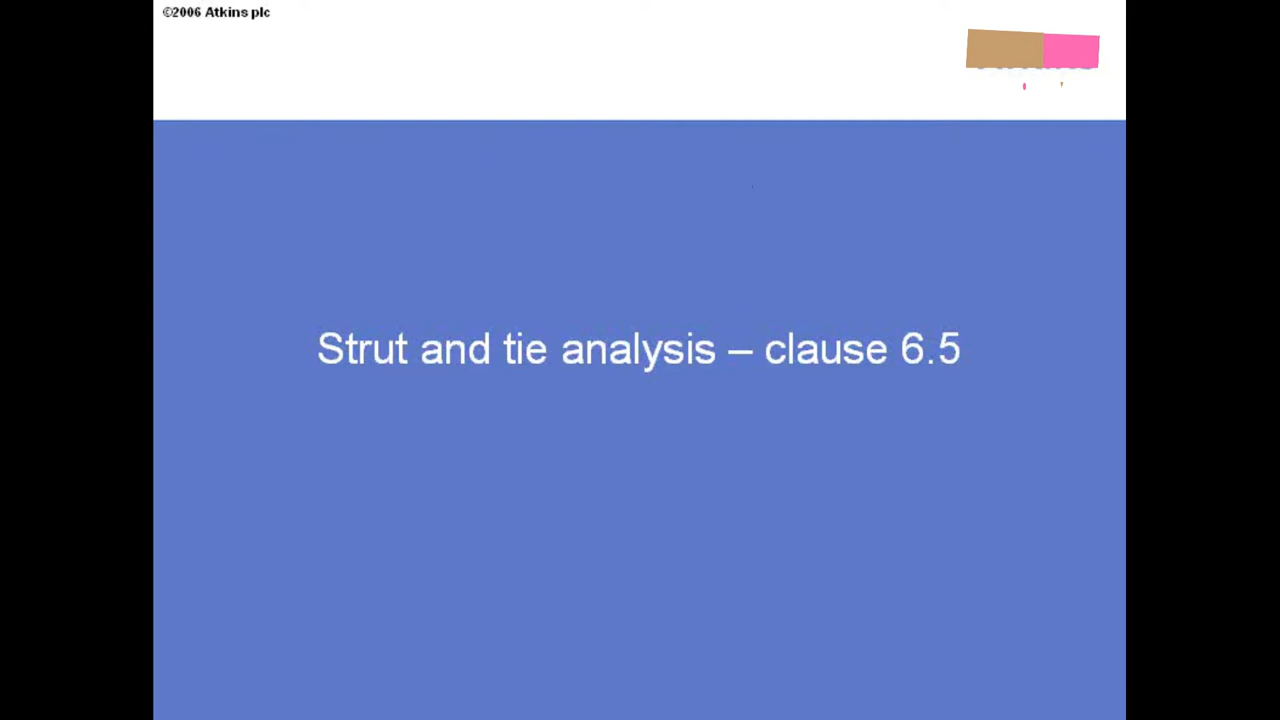 ©2006 Atkins plc
Strut and tie analysis – clause 6.5